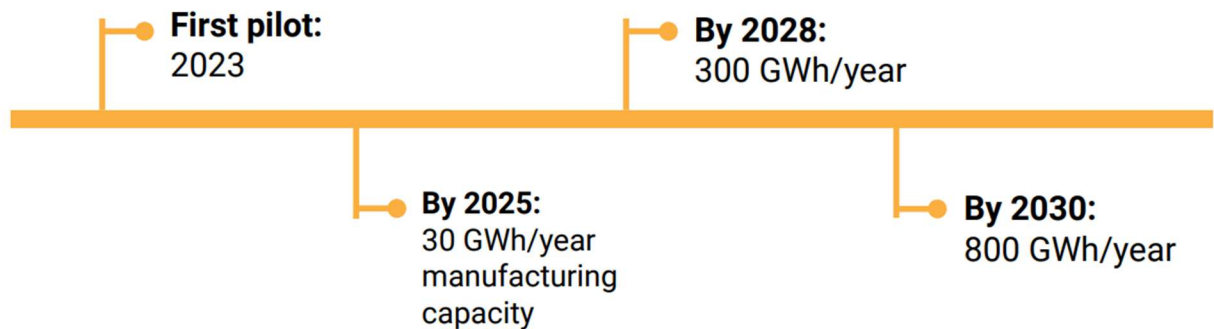 First pilot:
2023
By 2025:
30 GWh/year
manufacturing
capacity
By 2028:
300 GWh/year
By 2030:
800 GWh/year